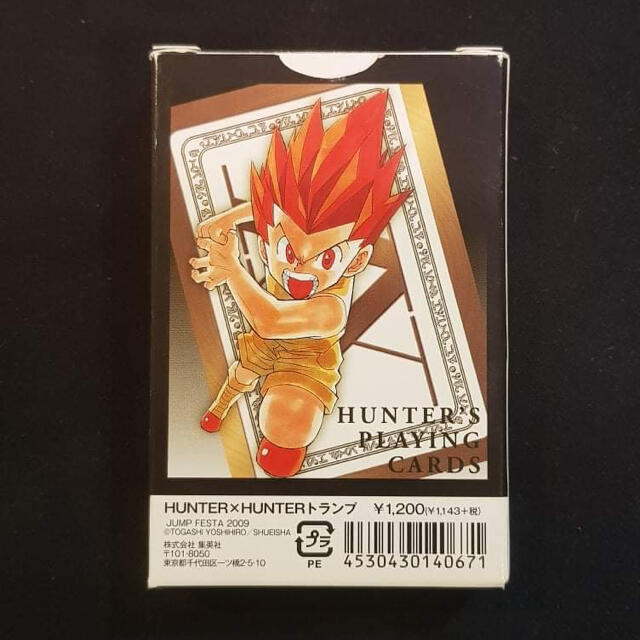 HUNTER'S
PLAYING
CARDS
HUNTER×HUNTERトランプ ¥1,200(¥1,143+税)
JUMP FESTA 2009
©TOGASHI YOSHIHIRO/SHUEISHA
株式会社 集英社
〒101-8050
東京都千代田区一ツ橋2-5-10
プラ
PE
4530430140671